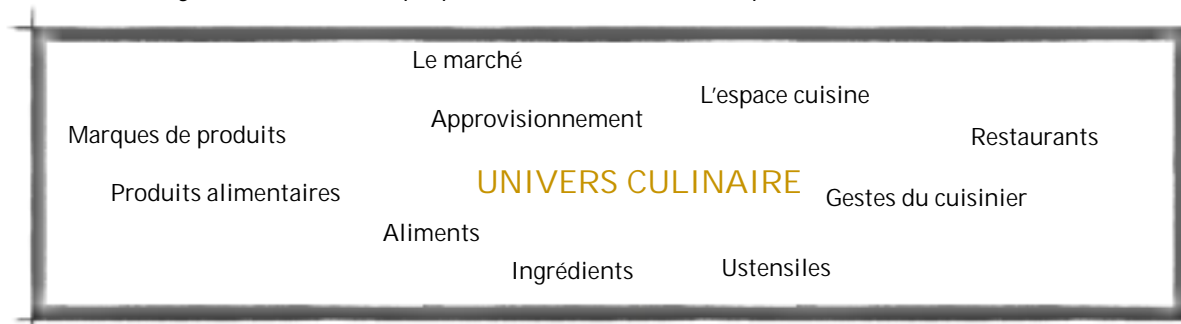 Le marché
L'espace cuisine
Approvisionnement
Marques de produits
Restaurants
UNIVERS CULINAIRE
Produits alimentaires
Gestes du cuisinier
Aliments
Ingrédients
Ustensiles